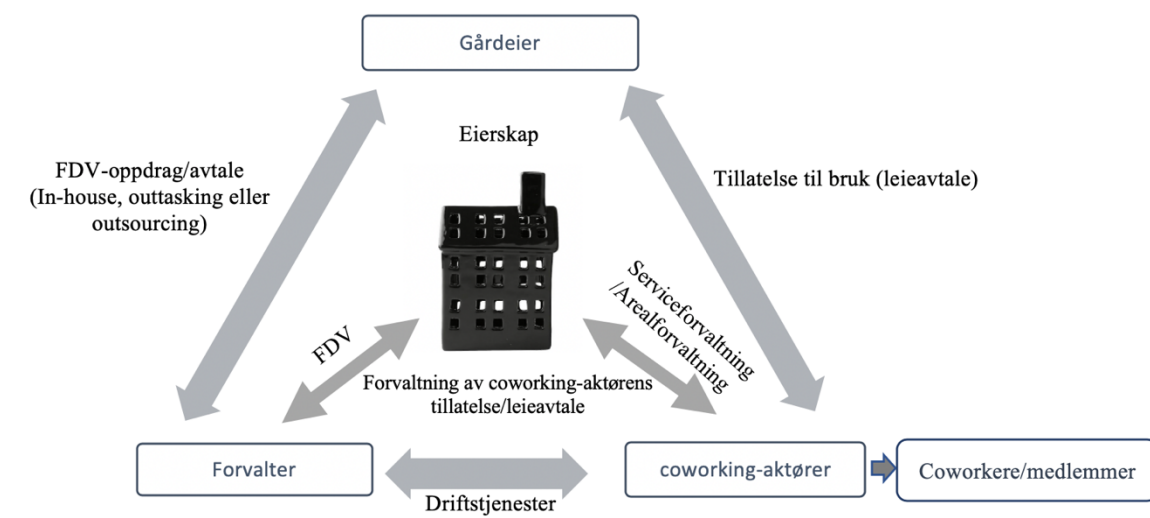 Gårdeier
Eierskap
FDV-oppdrag/avtale
(In-house, outtasking eller
outsourcing)
Tillatelse til bruk (leieavtale)
Serviceforvaltning
/Arealforvaltning
FDV
Forvaltning av coworking-aktørens
tillatelse/leieavtale
Forvalter
coworking-aktører
Coworkere/medlemmer
Driftstjenester